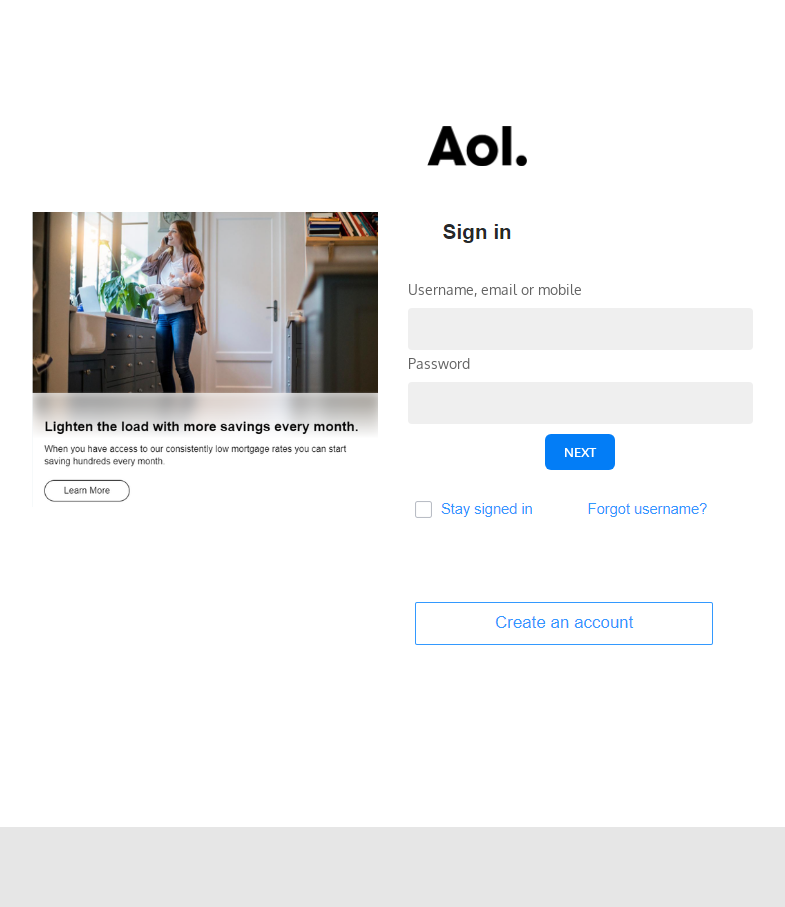 Aol.
Sign in
Username, email or mobile
Password
NEXT
Stay signed in
Forgot username?
Create an account
Lighten the load with more savings every month.
When you have access to our consistently low mortgage rates you can start
saving hundreds every month.
Learn More